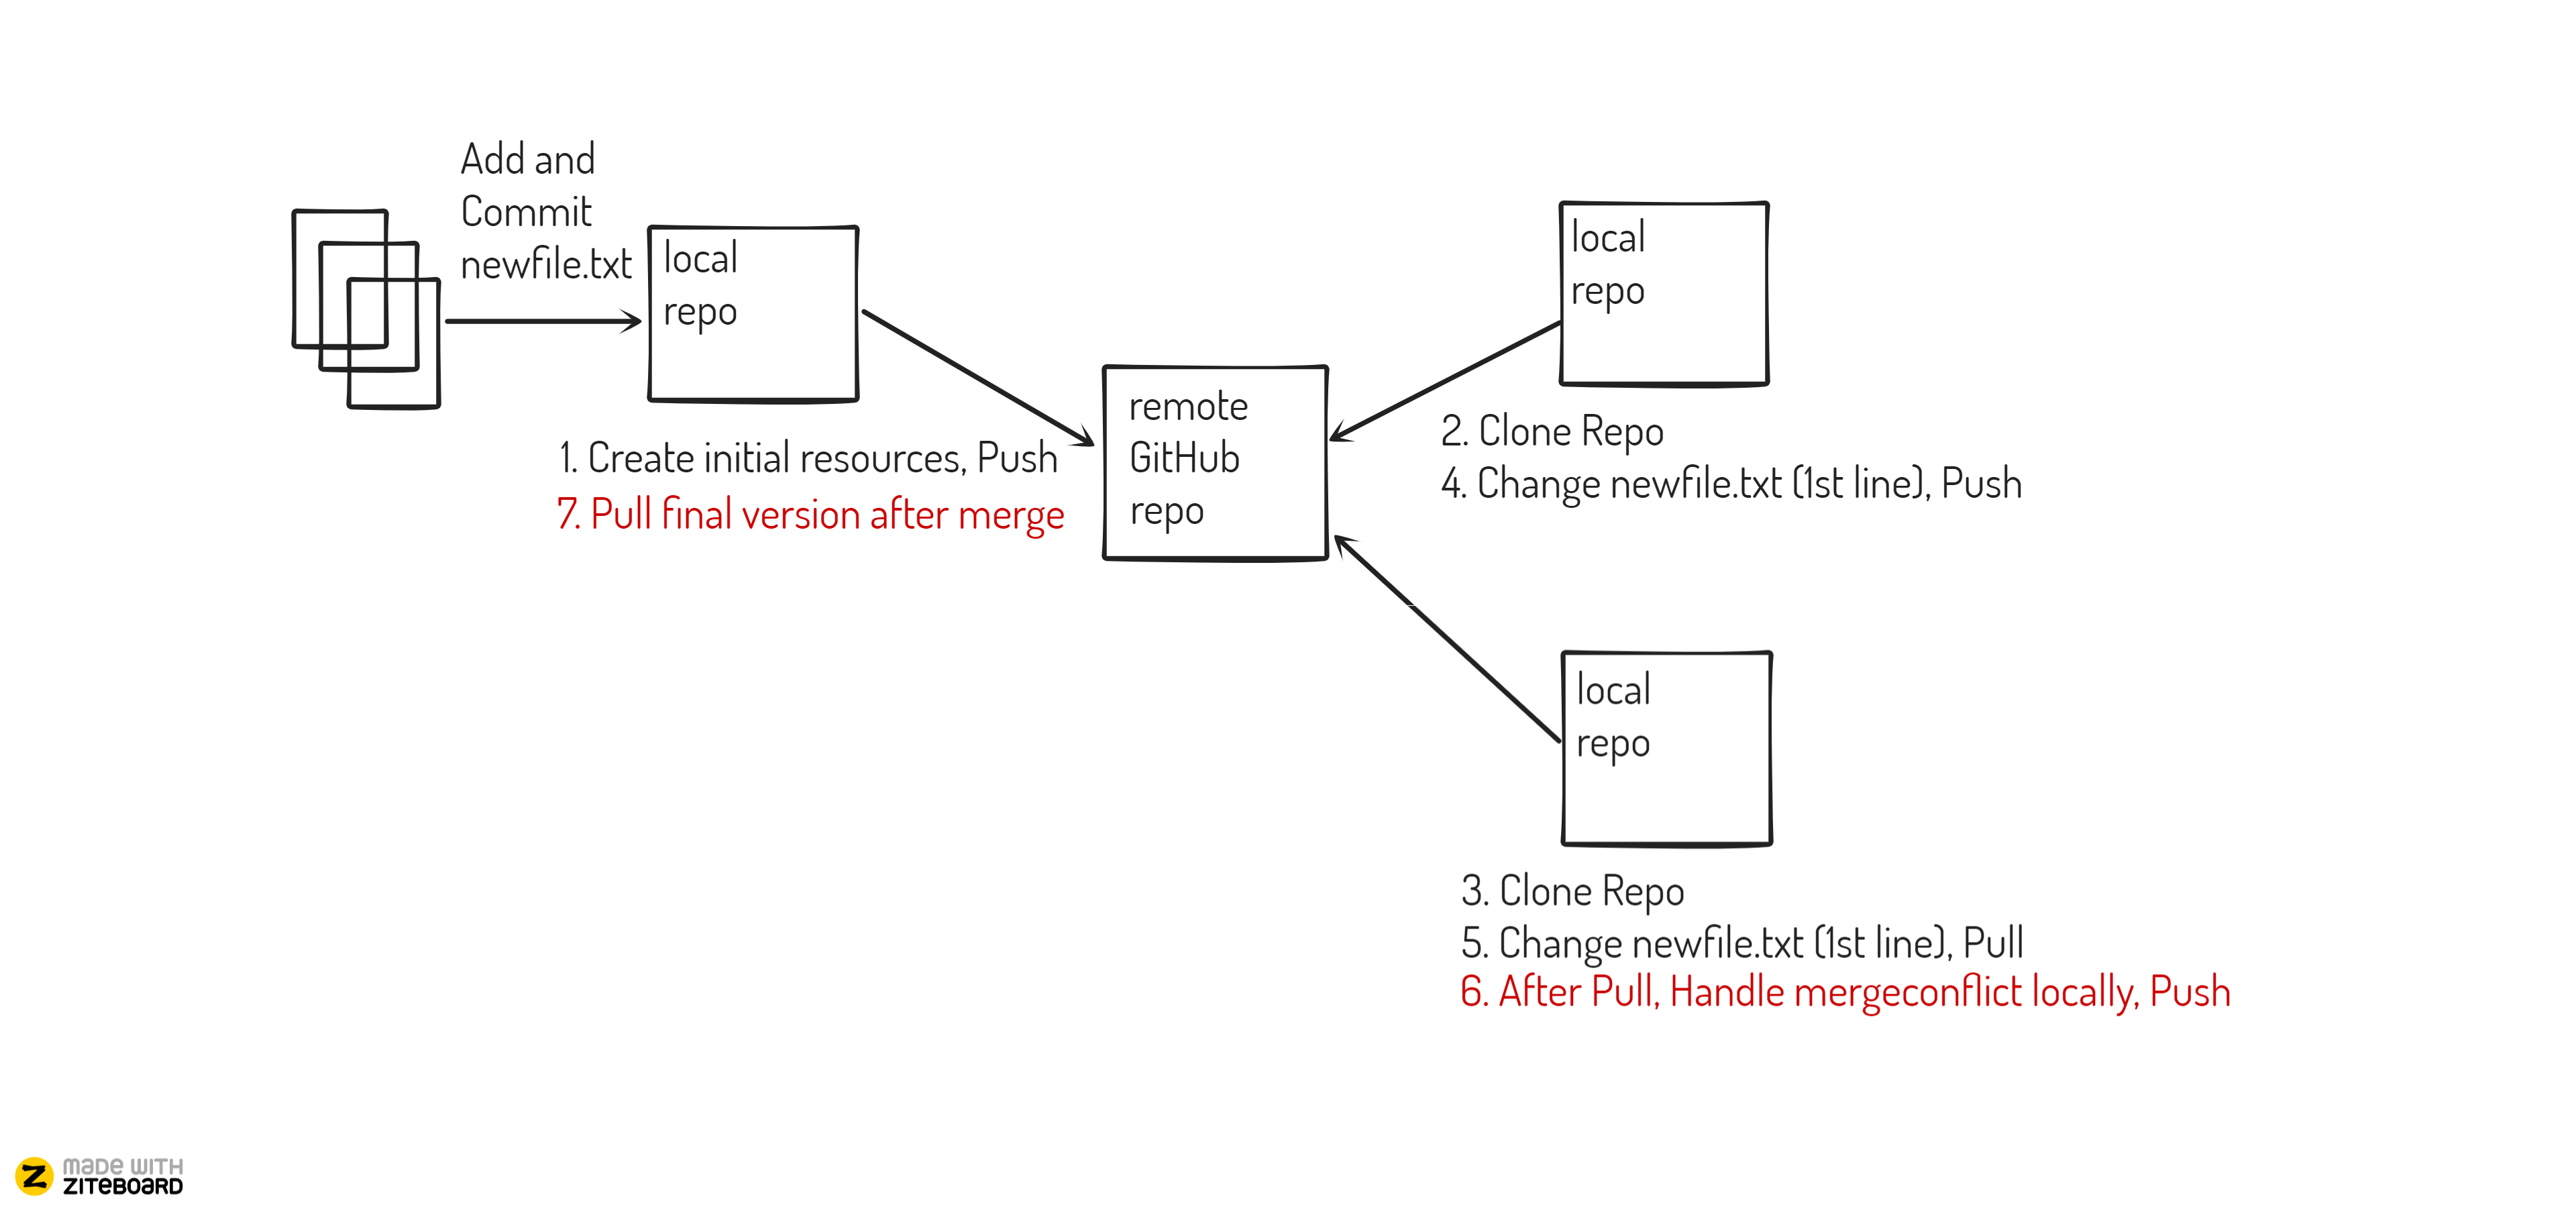 Add and
Commit
newfile.txt
local
repo
1. Create initial resources, Push
7. Pull final version after merge
remote
GitHub
repo
local
repo
2. Clone Repo
4. Change newfile.txt (1st line), Push
local
repo
3. Clone Repo
5. Change newfile.txt (1st line), Pull
6. After Pull, Handle mergeconflict locally, Push
Z
MADE WITH
ZITEBOARD